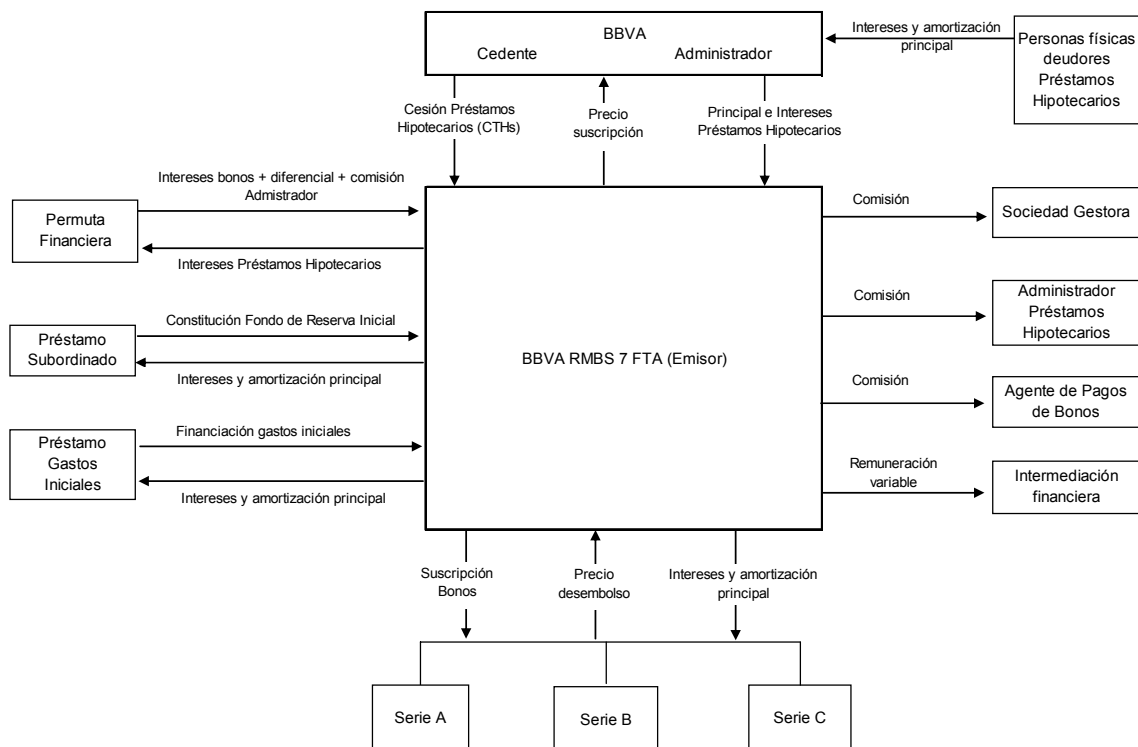 BBVA
Cedente
Administrador
Intereses y amortización
principal
Personas físicas
deudores
Préstamos
Hipotecarios
Cesión Préstamos
Hipotecarios (CTHs)
Precio
suscripción
Principal e Intereses
Préstamos Hipotecarios
Intereses bonos + diferencial + comisión
Admistrador
Permuta
Financiera
Intereses Préstamos Hipotecarios
Constitución Fondo de Reserva Inicial
Préstamo
Subordinado
Intereses y amortización principal
Financiación gastos iniciales
Préstamo
Gastos
Iniciales
Intereses y amortización principal
BBVA RMBS 7 FTA (Emisor)
Comisión
Sociedad Gestora
Comisión
Administrador
Préstamos
Hipotecarios
Comisión
Agente de Pagos
de Bonos
Remuneración
variable
Intermediación
financiera
Suscripción
Bonos
Precio
desembolso
Intereses y amortización
principal
Serie A
Serie B
Serie C